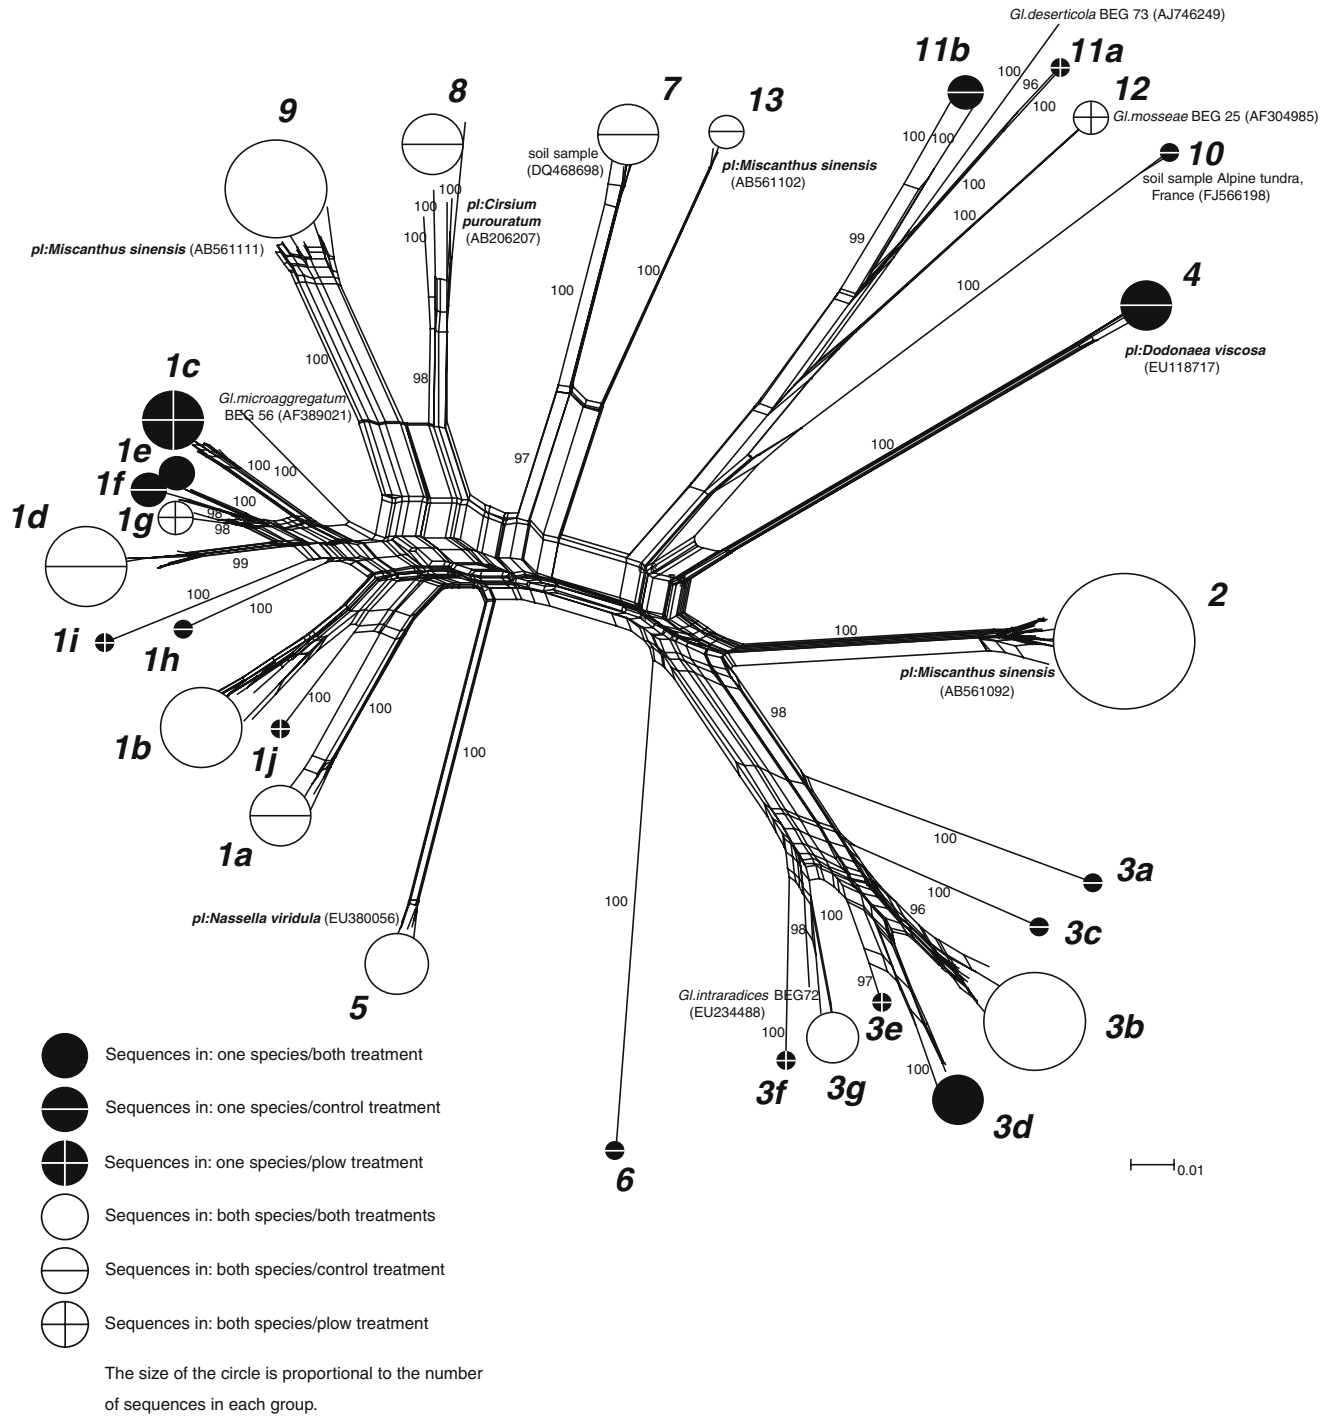 Gl.deserticola BEG 73 (AJ746249)
11b
11a
100
96
100
12
Gl.mosseae BEG 25 (AF304985)
100
100
10
soil sample Alpine tundra,
France (FJ566198)
9
8
7
13
soil sample
(DQ468698)
pl:Miscanthus sinensis
(AB561102)
100
100
100
pl:Cirsium
purouratum
(AB206207)
pl:Miscanthus sinensis (AB561111)
100
100
99
100
100
100
4
pl:Dodonaea viscosa
(EU118717)
100
98
1c
Gl.microaggregatum
BEG 56 (AF389021)
97
100
1e
100
100
1f
100
98
98
1g
1d
99
100
100
1i
1h
2
100
pl:Miscanthus sinensis
(AB561092)
98
100
100
1b
1j
100
1a
100
3a
100
100
96
3c
100
98
pl:Nassella viridula (EU380056)
5
97
Gl.intraradices BEG72
(EU234488)
100
3e
3b
100
3f
3g
3d
6
0.01
Sequences in: one species/both treatment
Sequences in: one species/control treatment
Sequences in: one species/plow treatment
Sequences in: both species/both treatments
Sequences in: both species/control treatment
Sequences in: both species/plow treatment
The size of the circle is proportional to the number
of sequences in each group.